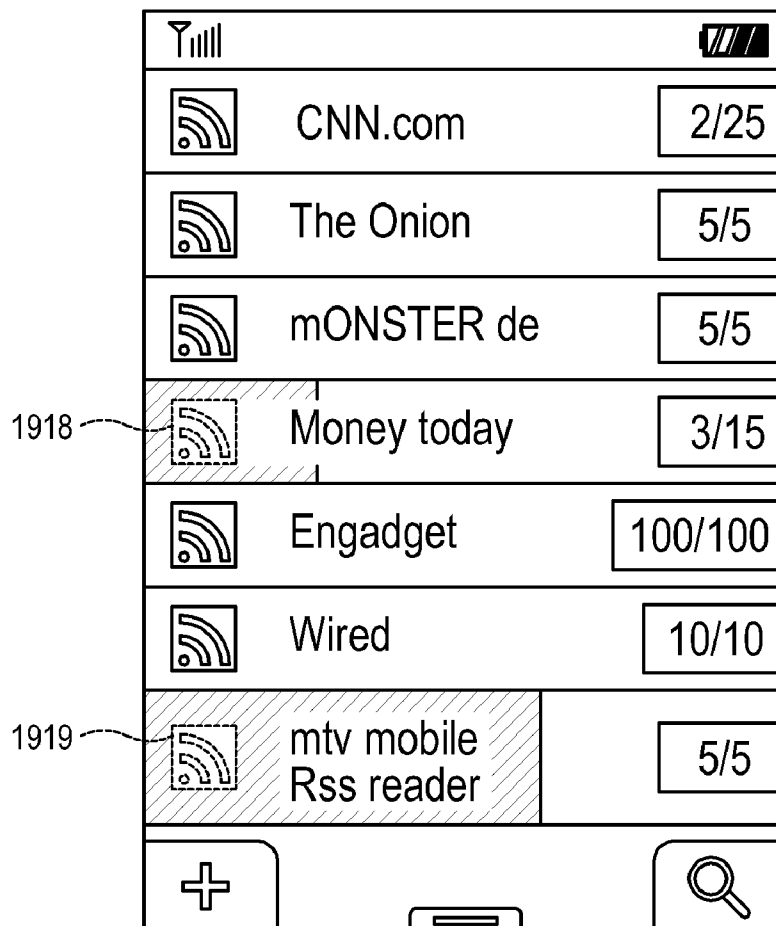 CNN.com 2/25
The Onion 5/5
mONSTER de 5/5
1918 Money today 3/15
Engadget 100/100
Wired 10/10
1919 mtv mobile
Rss reader 5/5